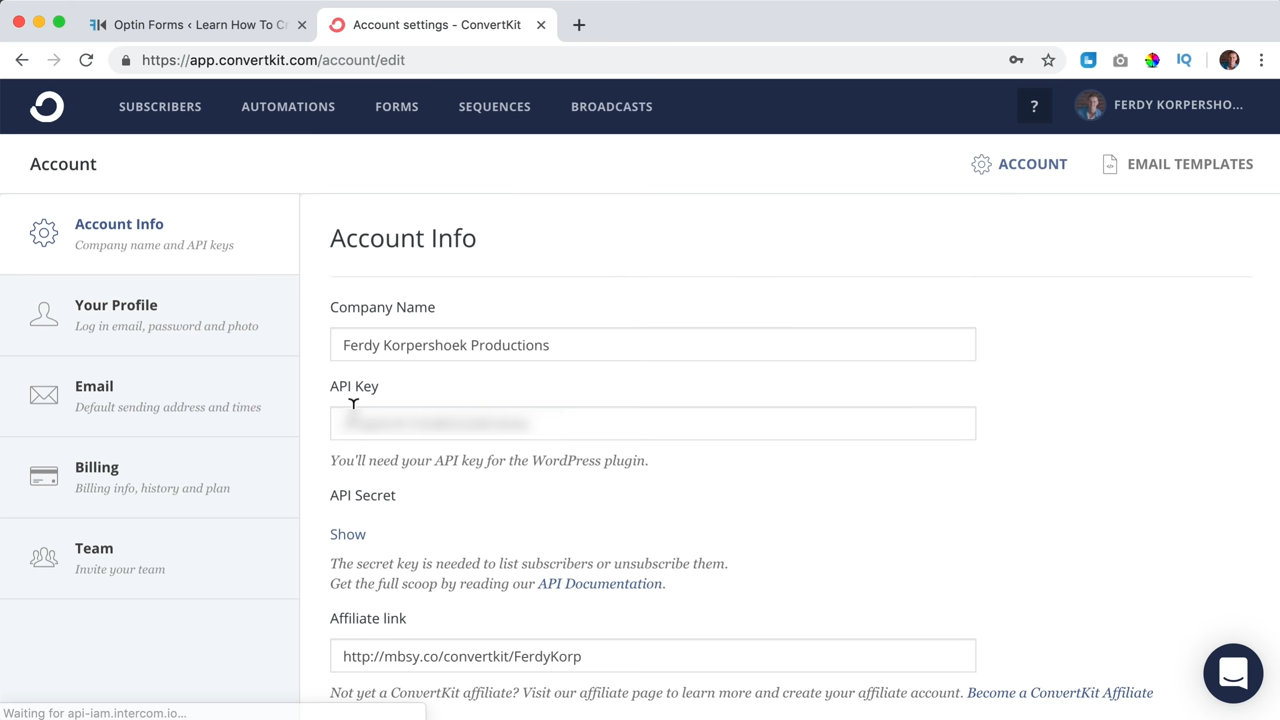 Optin Forms ‹ Learn How To C
Account settings - ConvertKit
https://app.convertkit.com/account/edit
IQ
SUBSCRIBERS
AUTOMATIONS
FORMS
SEQUENCES
BROADCASTS
?
FERDY KORPERSHO...
Account
ACCOUNT
EMAIL TEMPLATES
Account Info
Company name and API keys
Your Profile
Log in email, password and photo
Email
Default sending address and times
Billing
Billing info, history and plan
Team
Invite your team
Account Info
Company Name
Ferdy Korpershoek Productions
API Key
You'll need your API key for the WordPress plugin.
API Secret
Show
The secret key is needed to list subscribers or unsubscribe them.
Get the full scoop by reading our API Documentation.
Affiliate link
http://mbsy.co/convertkit/FerdyKorp
Not yet a ConvertKit affiliate? Visit our affiliate page to learn more and create your affiliate account. Become a ConvertKit Affiliate
Waiting for api-iam.intercom.io...